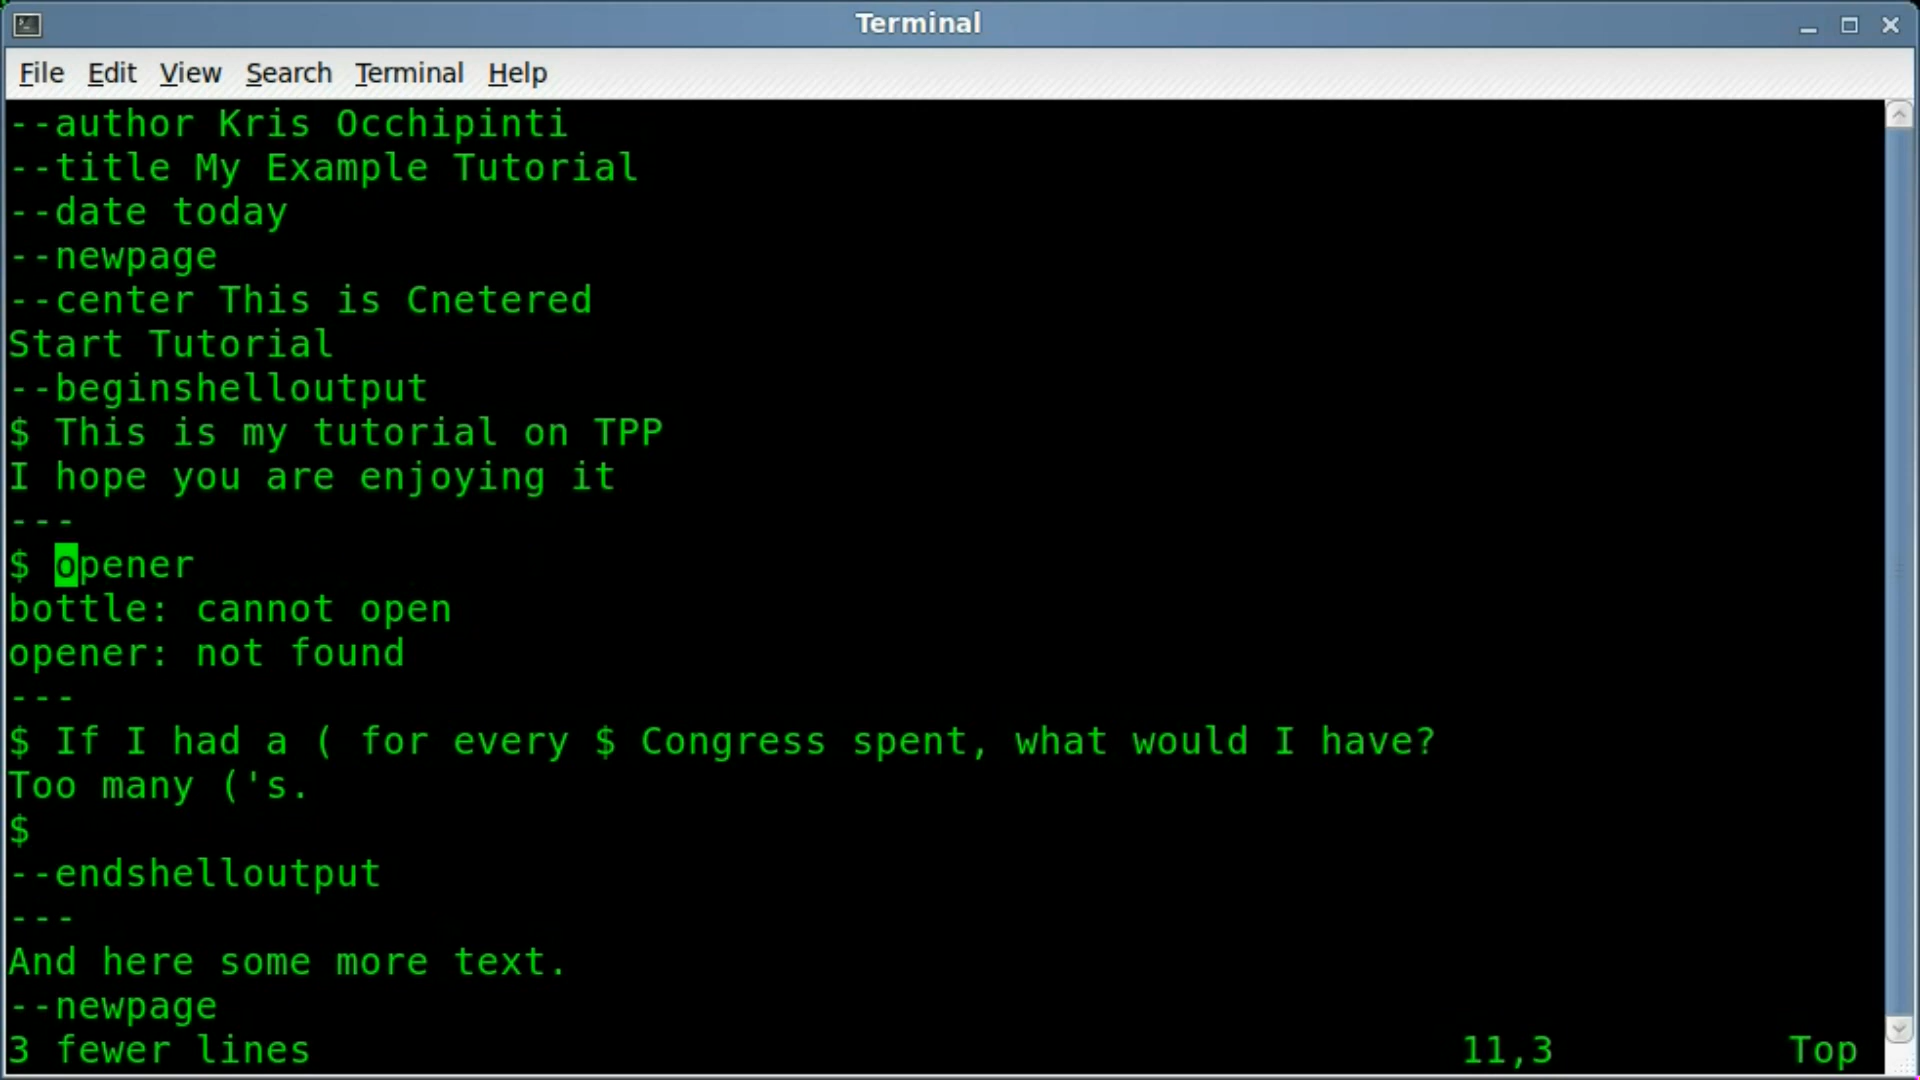 Terminal
File Edit View Search Terminal Help
--author Kris Occhipinti
--title My Example Tutorial
--date today
--newpage
--center This is Cnetered
Start Tutorial
--beginshelloutput
$ This is my tutorial on TPP
I hope you are enjoying it
---
$ opener
bottle: cannot open
opener: not found
---
$ If I had a ( for every $ Congress spent, what would I have?
Too many ('s.
$
--endshelloutput
---
And here some more text.
--newpage
3 fewer lines 11,3 Top